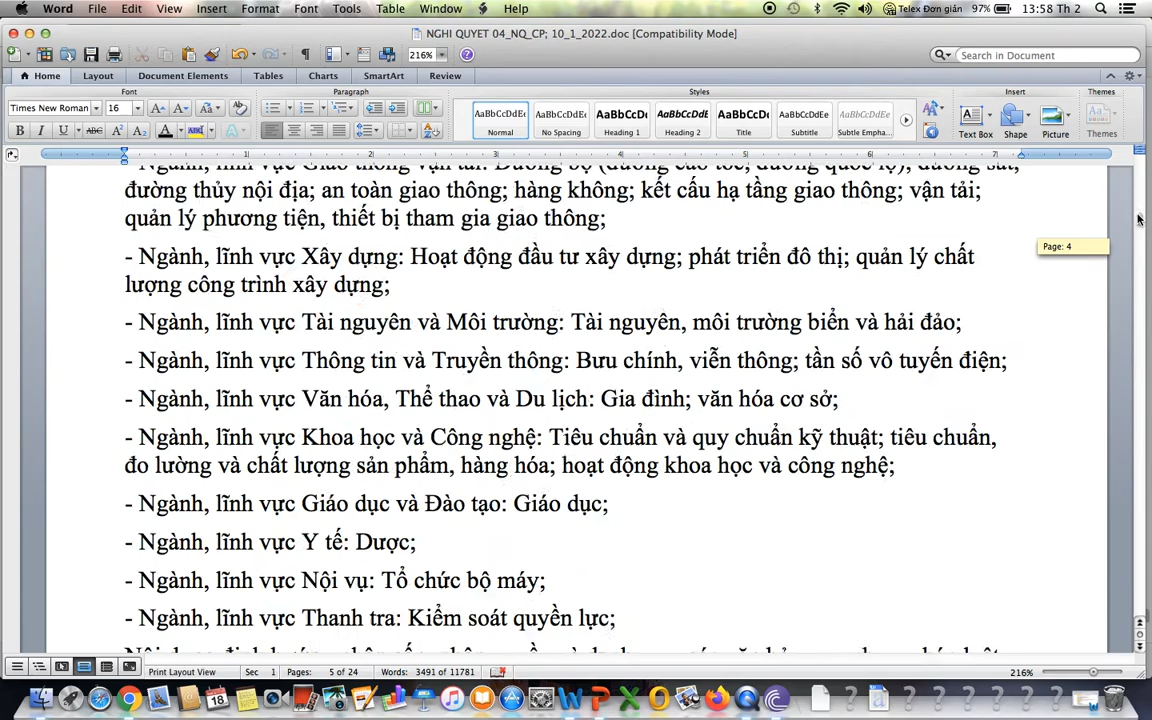 Word File Edit View Insert Format Font Tools Table Window Help Telex Đơn giản 97% 13:58 Th 2
NGHI QUYET 04_NQ_CP; 10_1_2022.doc [Compatibility Mode]
216% Search in Document
Home Layout Document Elements Tables Charts SmartArt Review
Font Paragraph Styles Insert Themes
Times New Roman 16
AaBbCcDdEe AaBbCcDdEe AaBbCcDc AaBbCcDdEe AaBbCcDc AaBbCcDdEe AaBbCcDdEe
Normal No Spacing Heading 1 Heading 2 Title Subtitle Subtle Empha... Text Box Shape Picture Themes
đường thủy nội địa; an toàn giao thông; hàng không; kết cấu hạ tầng giao thông; vận tải;
quản lý phương tiện, thiết bị tham gia giao thông;
Page: 4
- Ngành, lĩnh vực Xây dựng: Hoạt động đầu tư xây dựng; phát triển đô thị; quản lý chất
lượng công trình xây dựng;
- Ngành, lĩnh vực Tài nguyên và Môi trường: Tài nguyên, môi trường biển và hải đảo;
- Ngành, lĩnh vực Thông tin và Truyền thông: Bưu chính, viễn thông; tần số vô tuyến điện;
- Ngành, lĩnh vực Văn hóa, Thể thao và Du lịch: Gia đình; văn hóa cơ sở;
- Ngành, lĩnh vực Khoa học và Công nghệ: Tiêu chuẩn và quy chuẩn kỹ thuật; tiêu chuẩn,
đo lường và chất lượng sản phẩm, hàng hóa; hoạt động khoa học và công nghệ;
- Ngành, lĩnh vực Giáo dục và Đào tạo: Giáo dục;
- Ngành, lĩnh vực Y tế: Dược;
- Ngành, lĩnh vực Nội vụ: Tổ chức bộ máy;
- Ngành, lĩnh vực Thanh tra: Kiểm soát quyền lực;
Print Layout View Sec 1 Pages: 5 of 24 Words: 3491 of 11781 216%